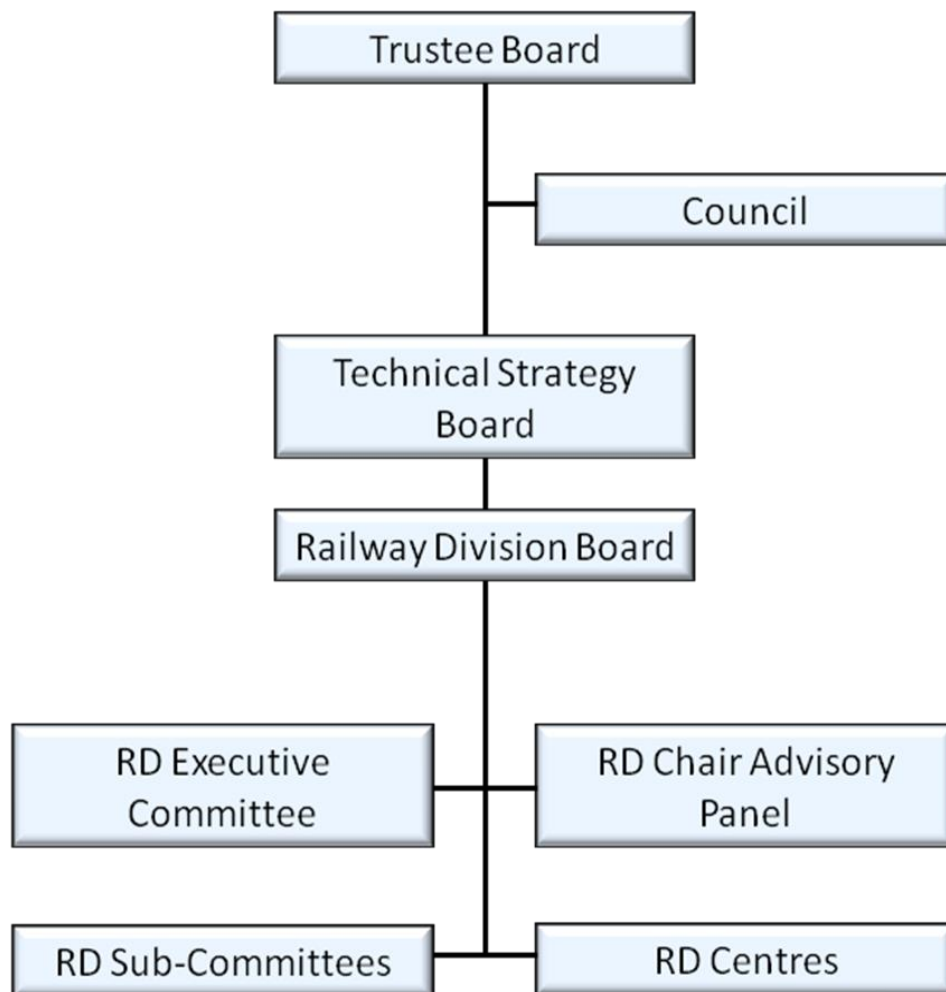 Trustee Board
Council
Technical Strategy
Board
Railway Division Board
RD Executive
Committee
RD Chair Advisory
Panel
RD Sub-Committees
RD Centres